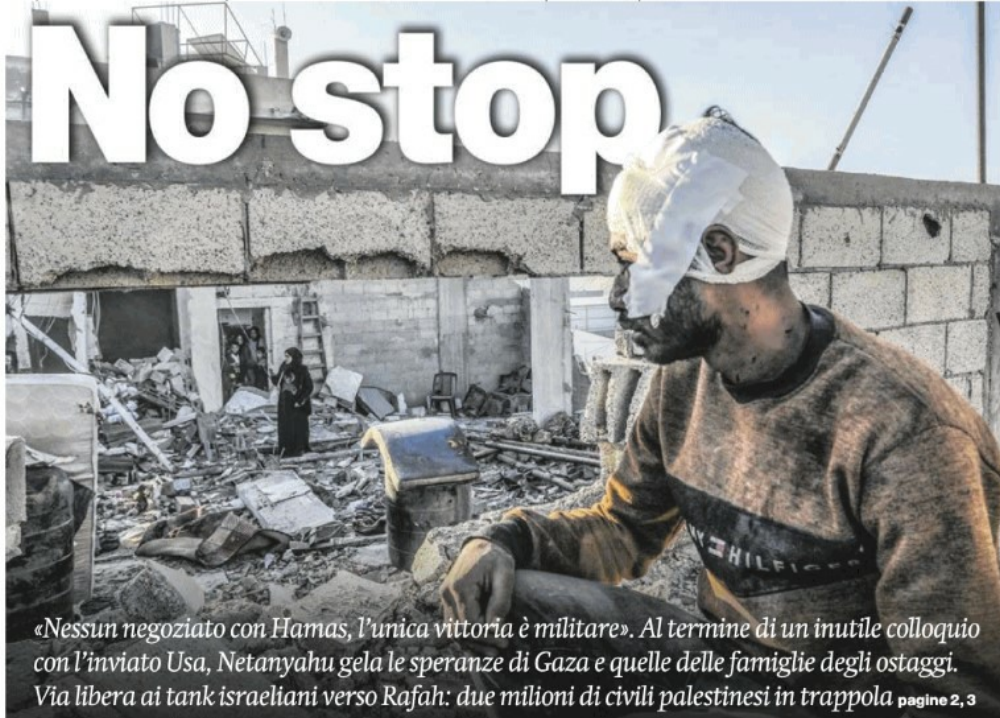 No stop
HILFIGER
«Nessun negoziato con Hamas, l'unica vittoria è militare». Al termine di un inutile colloquio
con l'inviato Usa, Netanyahu gela le speranze di Gaza e quelle delle famiglie degli ostaggi.
Via libera ai tank israeliani verso Rafah: due milioni di civili palestinesi in trappola pagine 2, 3